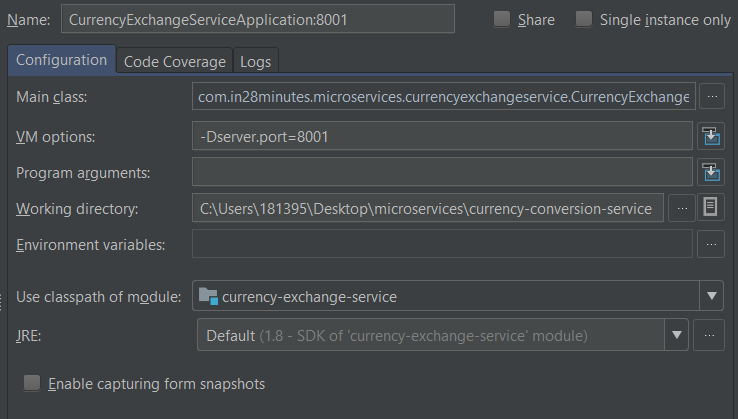 Name: CurrencyExchangeServiceApplication:8001 Share Single instance only
Configuration Code Coverage Logs
Main class: com.in28minutes.microservices.currencyexchangeservice.CurrencyExchange ...
VM options: -Dserver.port=8001
Program arguments:
Working directory: C:\Users\181395\Desktop\microservices\currency-conversion-service ...
Environment variables: ...
Use classpath of module: currency-exchange-service
JRE: Default (1.8 - SDK of 'currency-exchange-service' module) ...
Enable capturing form snapshots